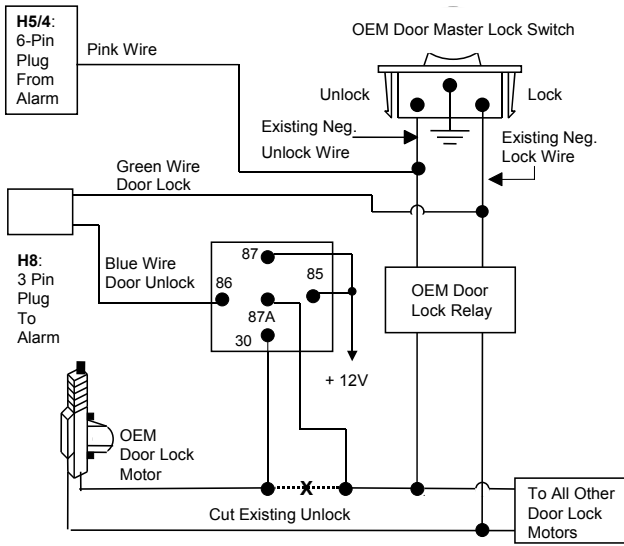 H5/4:
6-Pin
Plug
From
Alarm
Pink Wire
OEM Door Master Lock Switch
Unlock
Lock
Existing Neg.
Unlock Wire
Existing Neg.
Lock Wire
Green Wire
Door Lock
H8:
3 Pin
Plug
To
Alarm
Blue Wire
Door Unlock
87
86
85
87A
30
+ 12V
OEM Door
Lock Relay
OEM
Door Lock
Motor
X
Cut Existing Unlock
To All Other
Door Lock
Motors